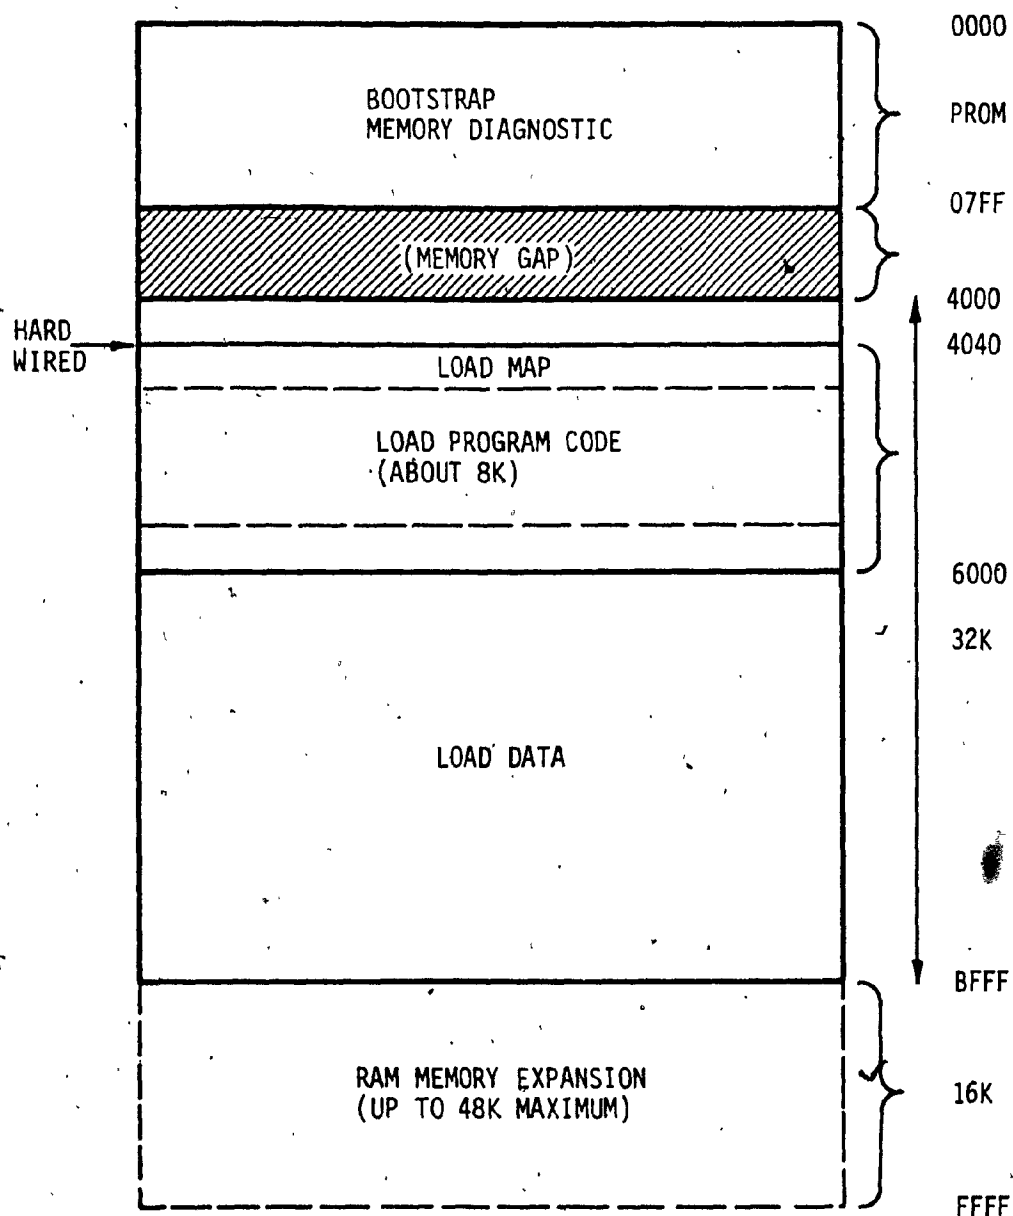 0000
BOOTSTRAP
MEMORY DIAGNOSTIC
PROM
07FF
(MEMORY GAP)
4000
HARD
WIRED
4040
LOAD MAP
LOAD PROGRAM CODE
(ABOUT 8K)
6000
32K
LOAD DATA
BFFF
RAM MEMORY EXPANSION
(UP TO 48K MAXIMUM)
16K
FFFF